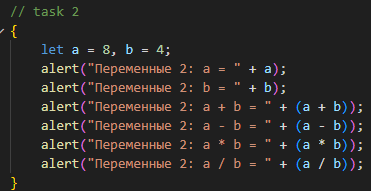 // task 2
{
let a = 8, b = 4;
alert("Переменные 2: a = " + a);
alert("Переменные 2: b = " + b);
alert("Переменные 2: a + b = " + (a + b));
alert("Переменные 2: a - b = " + (a - b));
alert("Переменные 2: a * b = " + (a * b));
alert("Переменные 2: a / b = " + (a / b));
}